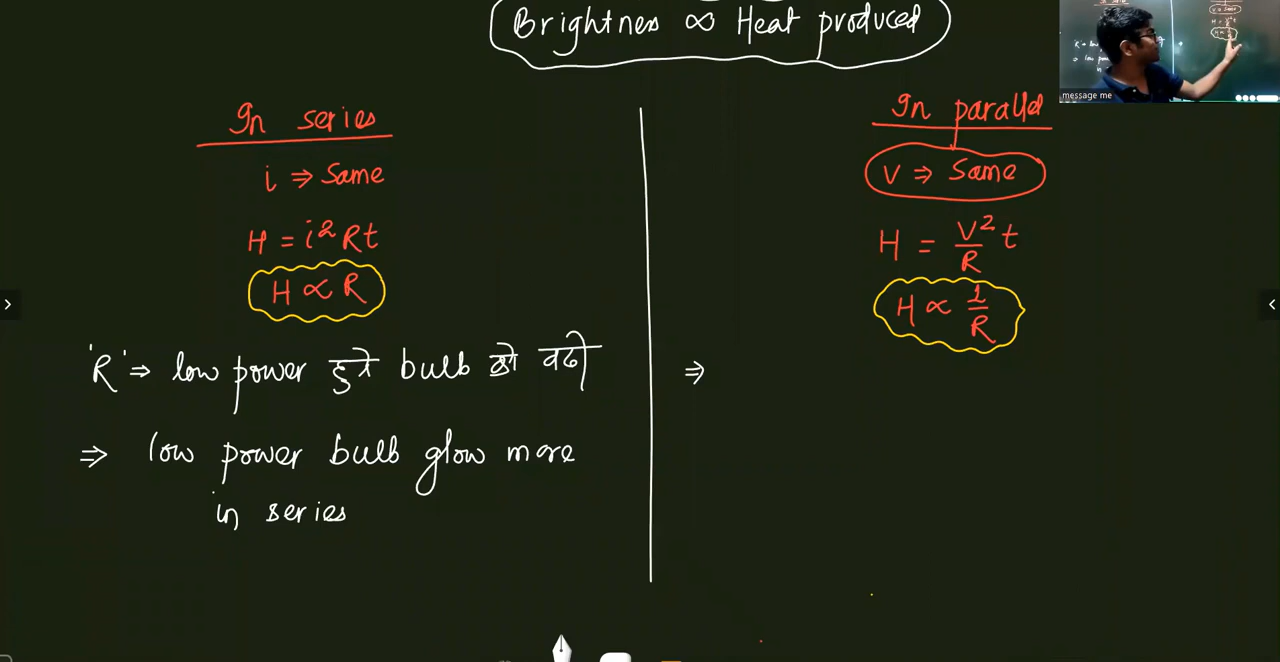 Brightness ∝ Heat produced
In series
i ⇒ Same
H = i²Rt
H ∝ R
'R' ⇒ low power हुने bulb को बढी
⇒ low power bulb glow more
in series
In parallel
V ⇒ Same
H = V²/R t
H ∝ 1/R
⇒
message me